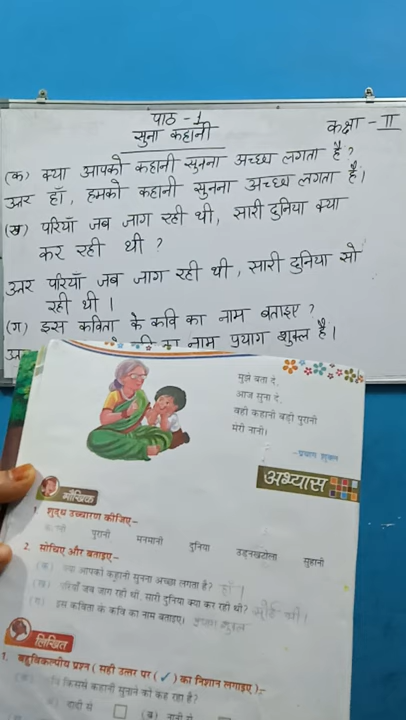 पाठ - 1
सुना कहानी
कक्षा - II
(क) क्या आपको कहानी सुनना अच्छा लगता है ?
उत्तर हाँ, हमको कहानी सुनना अच्छा लगता है।
(ख) परियाँ जब जाग रही थी, सारी दुनिया क्या
कर रही थी ?
उत्तर परियाँ जब जाग रही थी, सारी दुनिया सो
रही थी ।
(ग) इस कविता के कवि का नाम बताइए ?
का नाम प्रयाग शुक्ल है।
मुझे बता दे,
आज सुना दे,
वही कहानी बड़ी पुरानी
मेरी नानी।
-प्रयाग शुक्ल
अभ्यास
मौखिक
1. शुद्ध उच्चारण कीजिए-
पुरानी मनमानी दुनिया उड़नखटोला सुहानी
2. सोचिए और बताइए-
(क) क्या आपको कहानी सुनना अच्छा लगता है? हाँ।
(ख) परियाँ जब जाग रही थी, सारी दुनिया क्या कर रही थी? थी।
(ग) इस कविता के कवि का नाम बताइए। प्रयाग शुक्ल
लिखित
1. बहुविकल्पीय प्रश्न ( सही उत्तर पर ( ✓ ) का निशान लगाइए ):-
कवि किससे कहानी सुनाने को कह रहा है?
दादी से (ख) नानी से